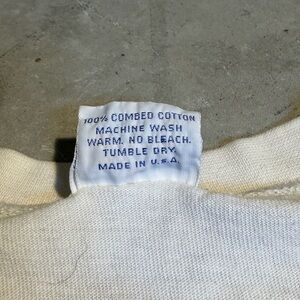 100% COMBED COTTON
MACHINE WASH
WARM. NO BLEACH.
TUMBLE DRY.
MADE IN U.S.A.